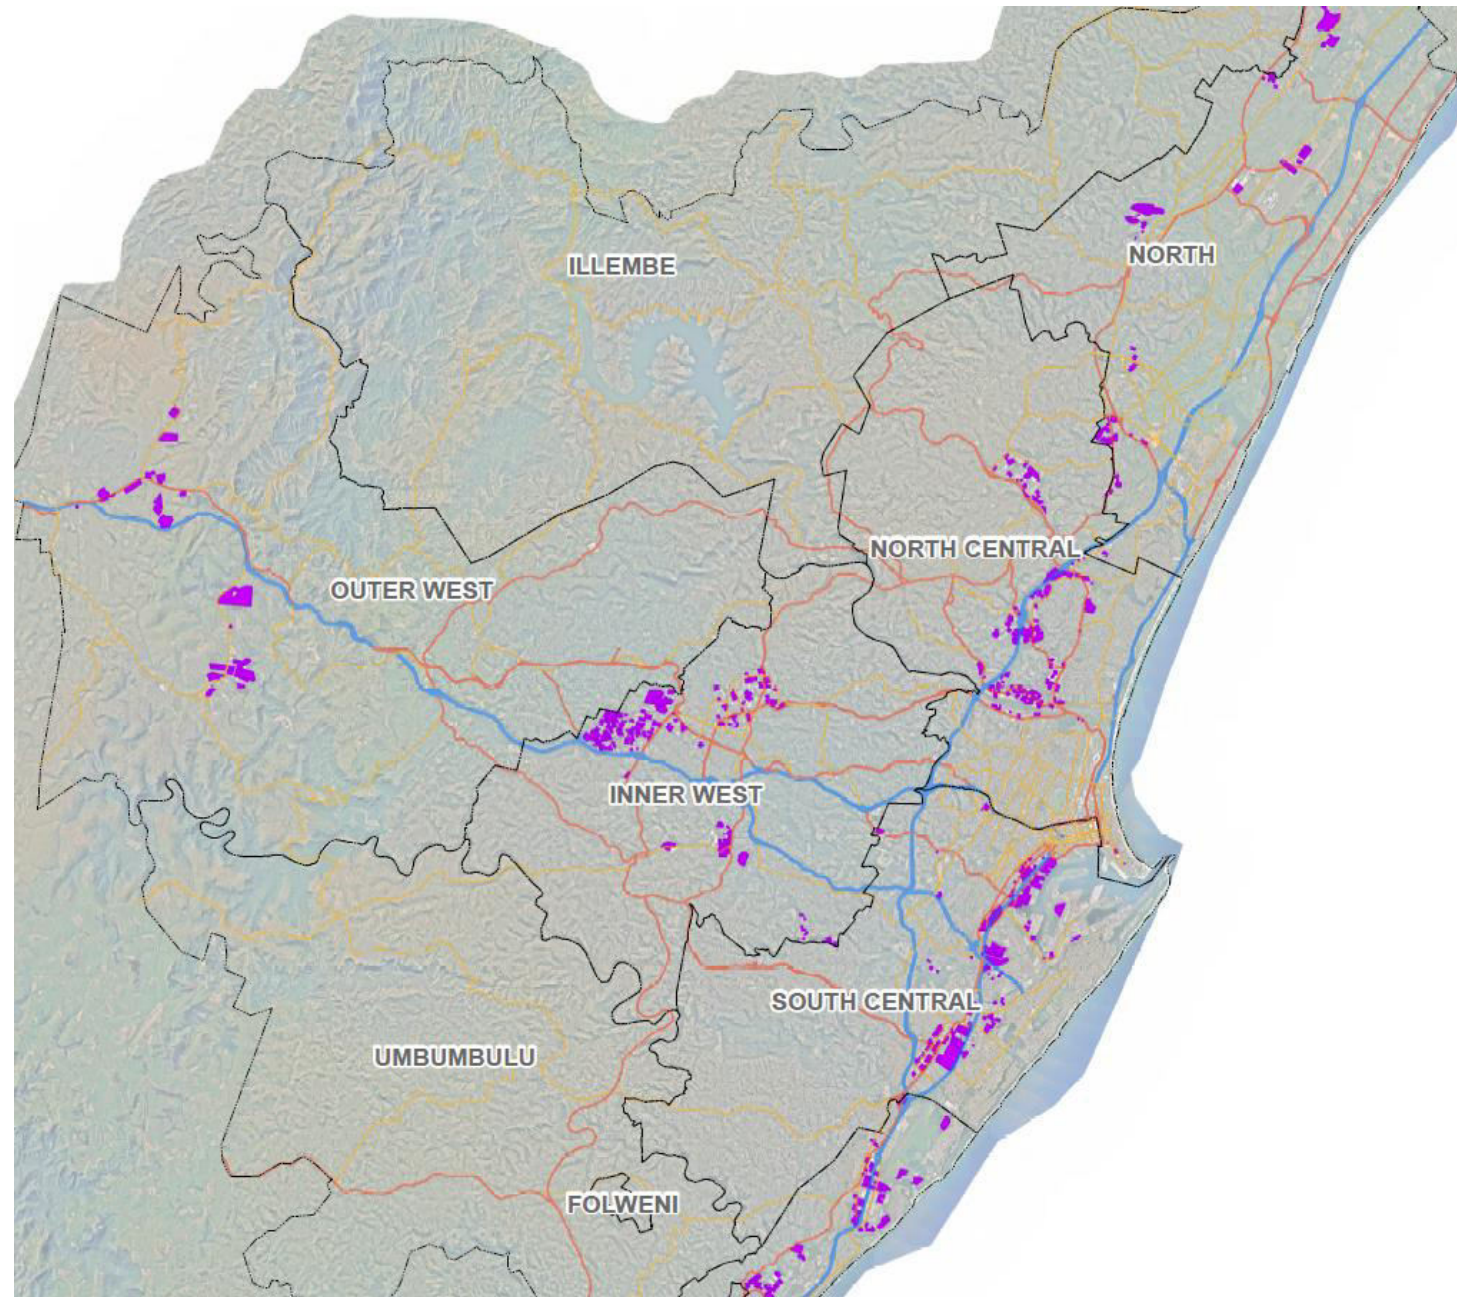 NORTH
ILLEMBE
NORTH CENTRAL
OUTER WEST
INNER WEST
SOUTH CENTRAL
UMBUMBULU
FOLWENI